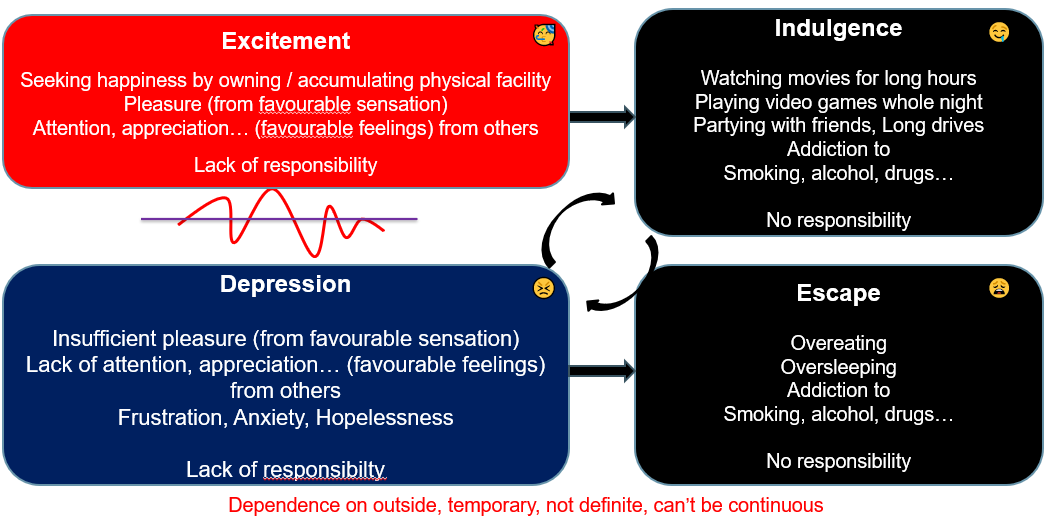 Excitement
Seeking happiness by owning / accumulating physical facility
Pleasure (from favourable sensation)
Attention, appreciation… (favourable feelings) from others
Lack of responsibility
Indulgence
Watching movies for long hours
Playing video games whole night
Partying with friends, Long drives
Addiction to
Smoking, alcohol, drugs…
No responsibility
Depression
Insufficient pleasure (from favourable sensation)
Lack of attention, appreciation… (favourable feelings)
from others
Frustration, Anxiety, Hopelessness
Lack of responsibilty
Escape
Overeating
Oversleeping
Addiction to
Smoking, alcohol, drugs…
No responsibility
Dependence on outside, temporary, not definite, can’t be continuous